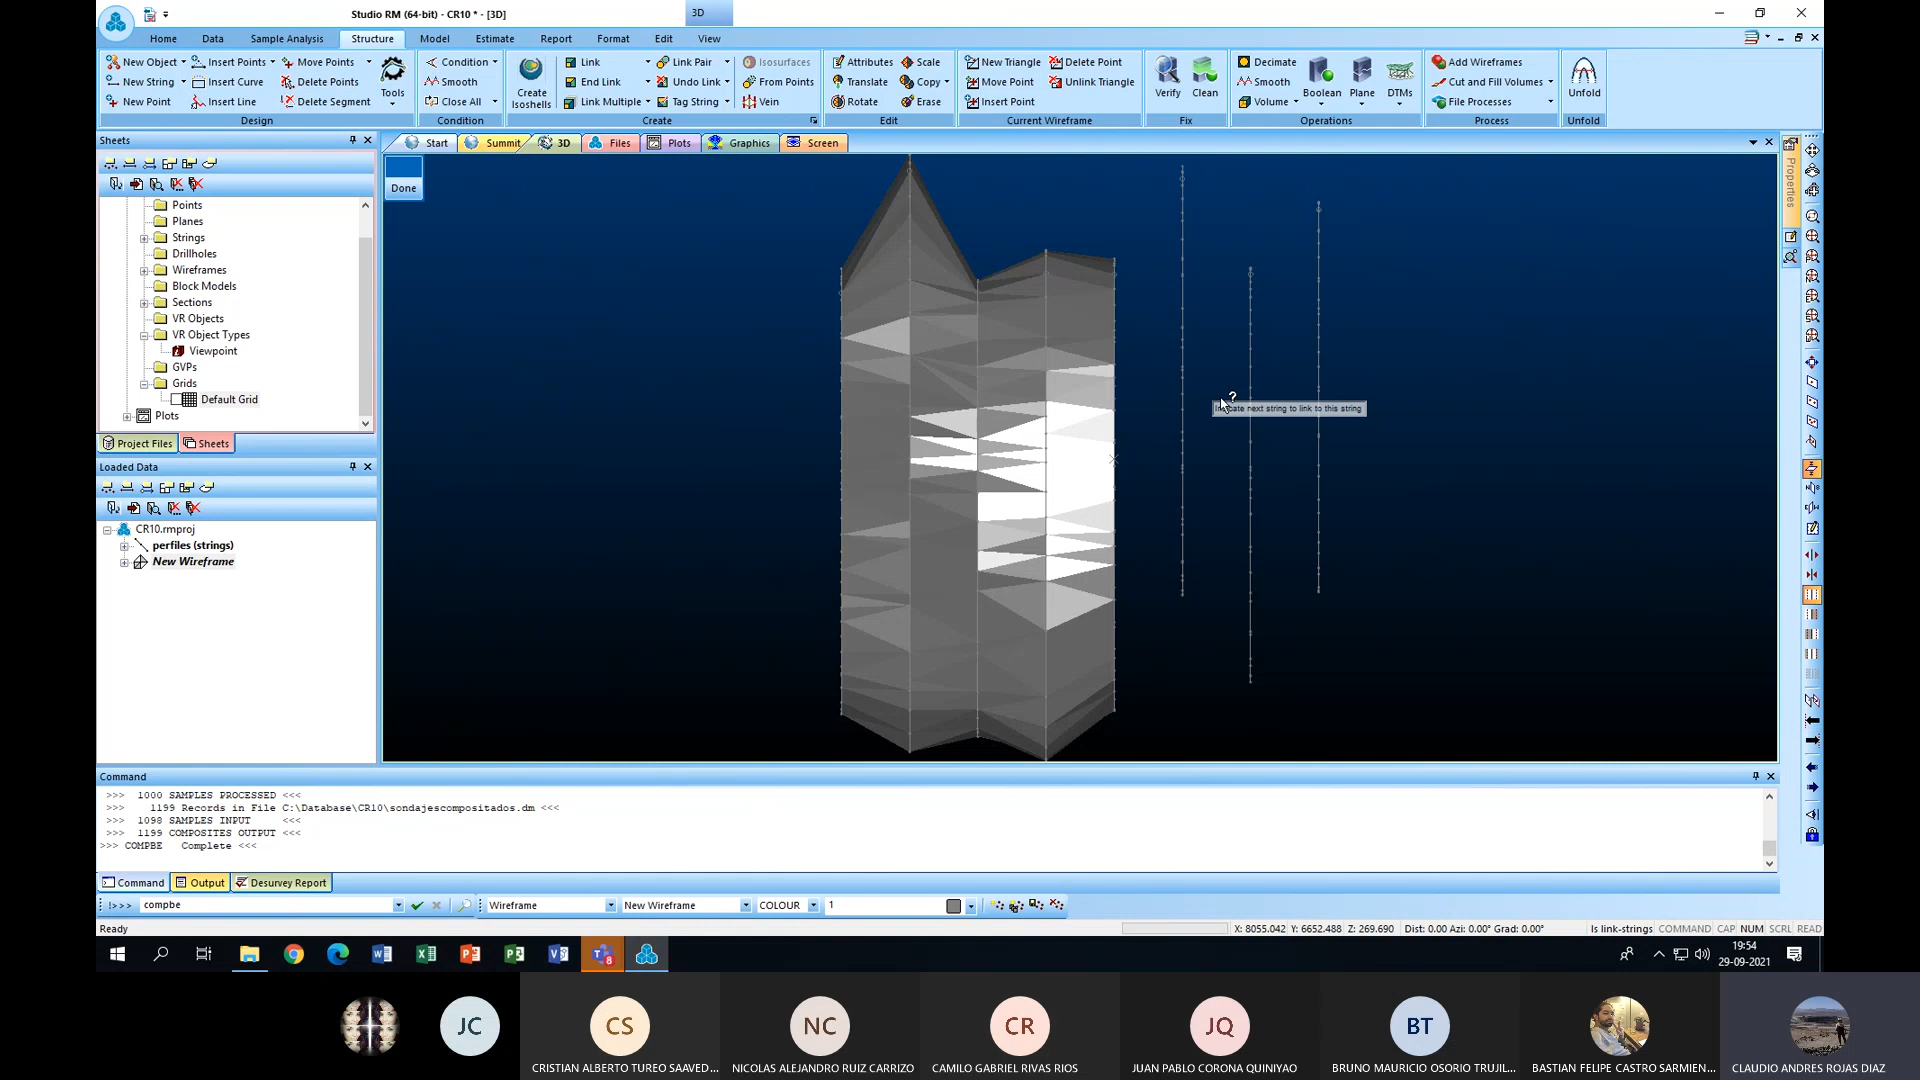 Studio RM (64-bit) - CR10 * - [3D]
3D
Home Data Sample Analysis Structure Model Estimate Report Format Edit View
New Object Insert Points Move Points
New String Insert Curve Delete Points
New Point Insert Line Delete Segment
Tools
Design
Condition
Smooth
Close All
Condition
Create Isoshells
Link Link Pair Isosurfaces
End Link Undo Link From Points
Link Multiple Tag String Vein
Create
Attributes Scale
Translate Copy
Rotate Erase
Edit
New Triangle Delete Point
Move Point Unlink Triangle
Insert Point
Current Wireframe
Verify Clean
Fix
Decimate
Smooth
Volume
Boolean Plane DTMs
Operations
Add Wireframes
Cut and Fill Volumes
File Processes
Process
Unfold
Unfold
Sheets
Start Summit 3D Files Plots Graphics Screen
Properties
Done
Points
Planes
Strings
Drillholes
Wireframes
Block Models
Sections
VR Objects
VR Object Types
Viewpoint
GVPs
Grids
Default Grid
Plots
Project Files Sheets
Loaded Data
CR10.rmproj
perfiles (strings)
New Wireframe
next string to link to this string
Command
>>> 1000 SAMPLES PROCESSED <<<
>>> 1199 Records in File C:\Database\CR10\sondajescompositados.dm <<<
>>> 1098 SAMPLES INPUT <<<
>>> 1199 COMPOSITES OUTPUT <<<
>>> COMPBE Complete <<<
Command Output Desurvey Report
!>>> compbe Wireframe New Wireframe COLOUR 1
Ready
X: 8055.042 Y: 6652.488 Z: 269.690 Dist: 0.00 Azi: 0.00° Grad: 0.00° ls link-strings COMMAND CAP NUM SCRL READ
19:54
29-09-2021
JC CS NC CR JQ BT
CRISTIAN ALBERTO TUREO SAAVED... NICOLAS ALEJANDRO RUIZ CARRIZO CAMILO GABRIEL RIVAS RIOS JUAN PABLO CORONA QUINIYAO BRUNO MAURICIO OSORIO TRUJIL... BASTIAN FELIPE CASTRO SARMIEN... CLAUDIO ANDRES ROJAS DIAZ